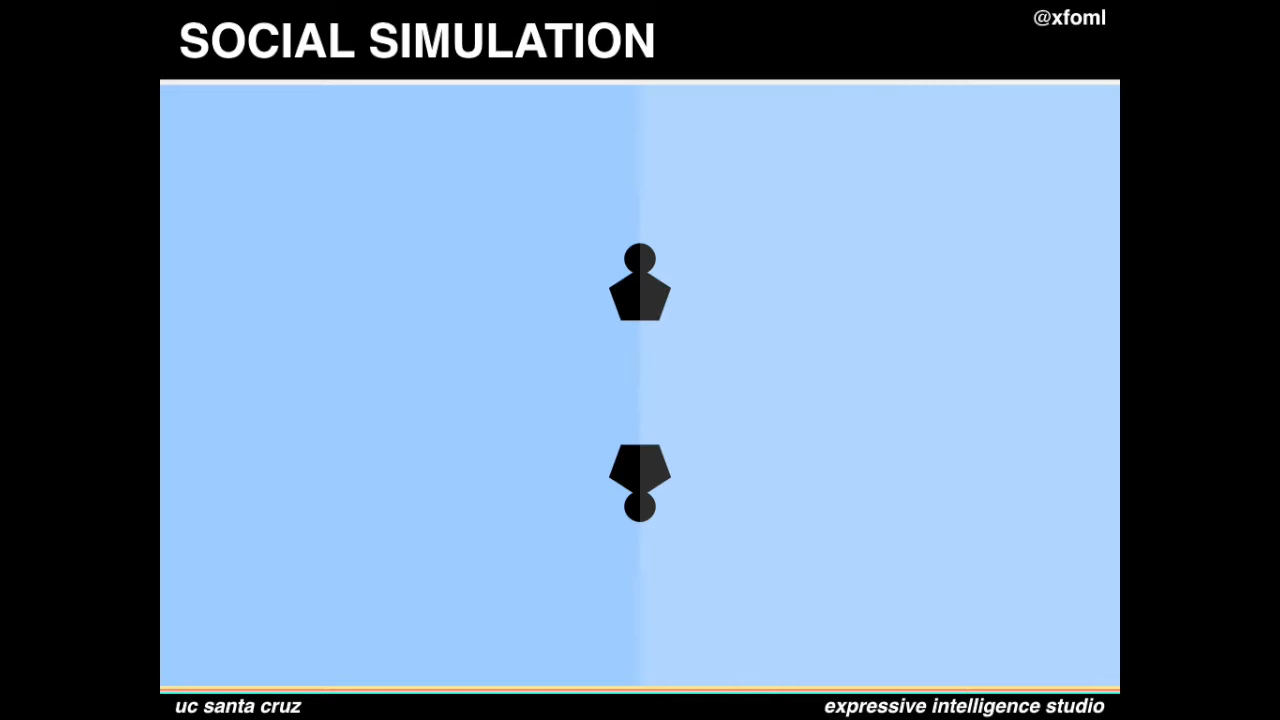 SOCIAL SIMULATION
@xfoml
uc santa cruz
expressive intelligence studio